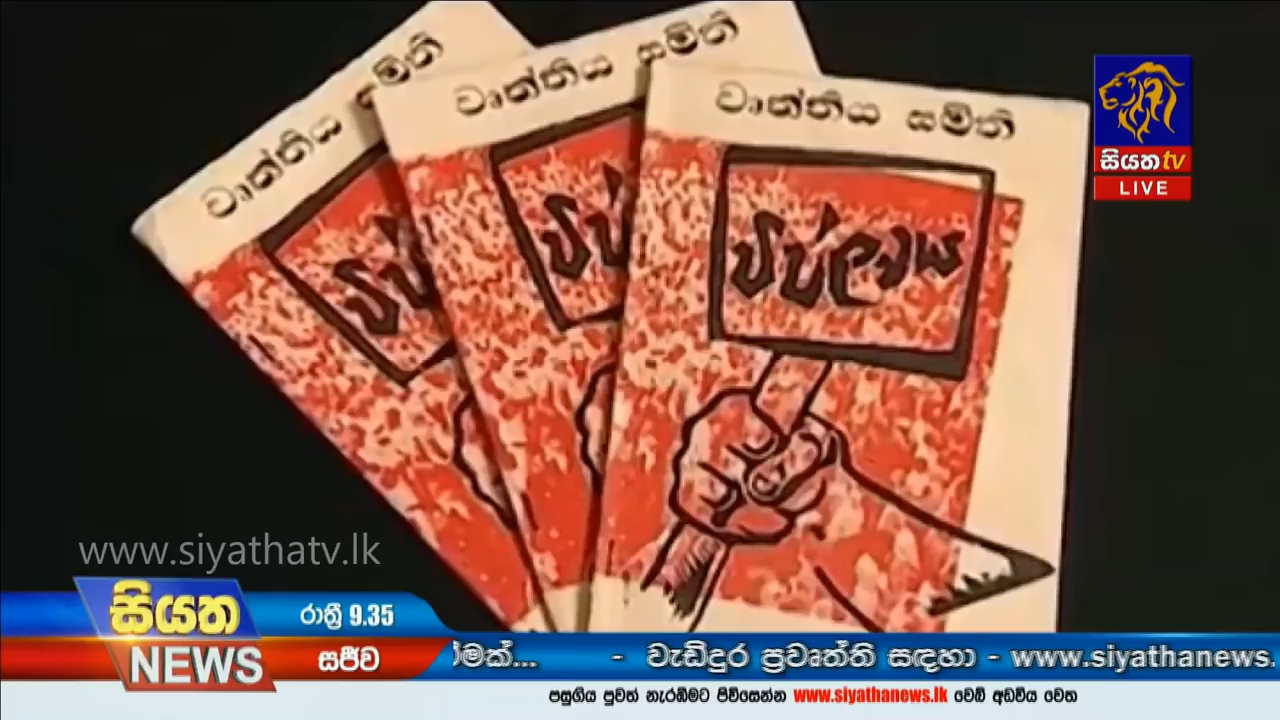 වෘත්තිය සමිති
වෘත්තිය සමිති
වෘත්තිය සමිති
විප්ලවය
සියත tv
LIVE
www.siyathatv.lk
සියත
NEWS
රාත්‍රී 9.35
සජීව
මක්... - වැඩිදුර ප්‍රවෘත්ති සඳහා - www.siyathanews.
පසුගිය පුවත් නැරඹීමට පිවිසෙන්න www.siyathanews.lk වෙබ් අඩවිය වෙත